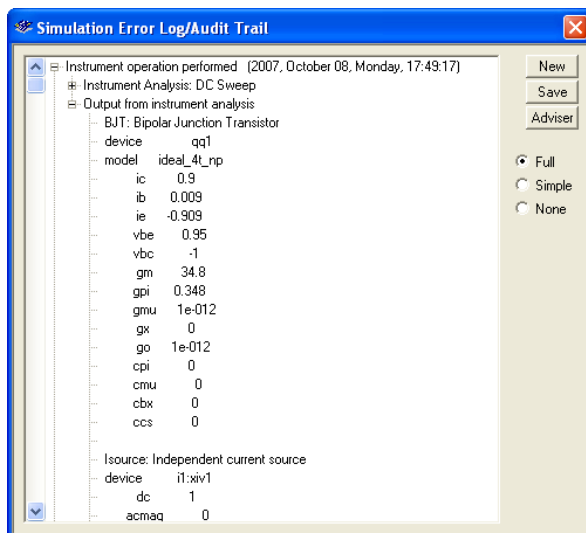 Simulation Error Log/Audit Trail
Instrument operation performed (2007, October 08, Monday, 17:49:17)
Instrument Analysis: DC Sweep
Output from instrument analysis
BJT: Bipolar Junction Transistor
device qq1
model ideal_4t_np
ic 0.9
ib 0.009
ie -0.909
vbe 0.95
vbc -1
gm 34.8
gpi 0.348
gmu 1e-012
gx 0
go 1e-012
cpi 0
cmu 0
cbx 0
ccs 0
Isource: Independent current source
device i1:xiv1
dc 1
acmag 0
New
Save
Adviser
Full
Simple
None